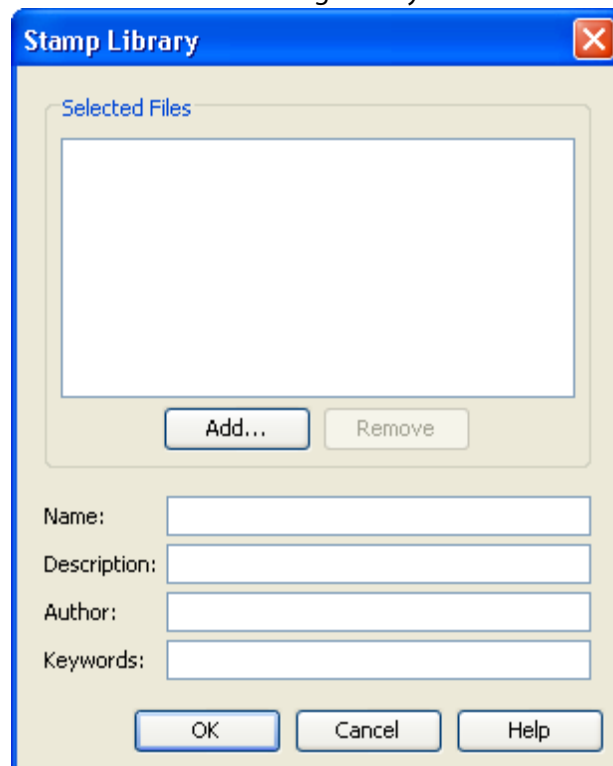 Stamp Library
Selected Files
Add...
Remove
Name:
Description:
Author:
Keywords:
OK
Cancel
Help